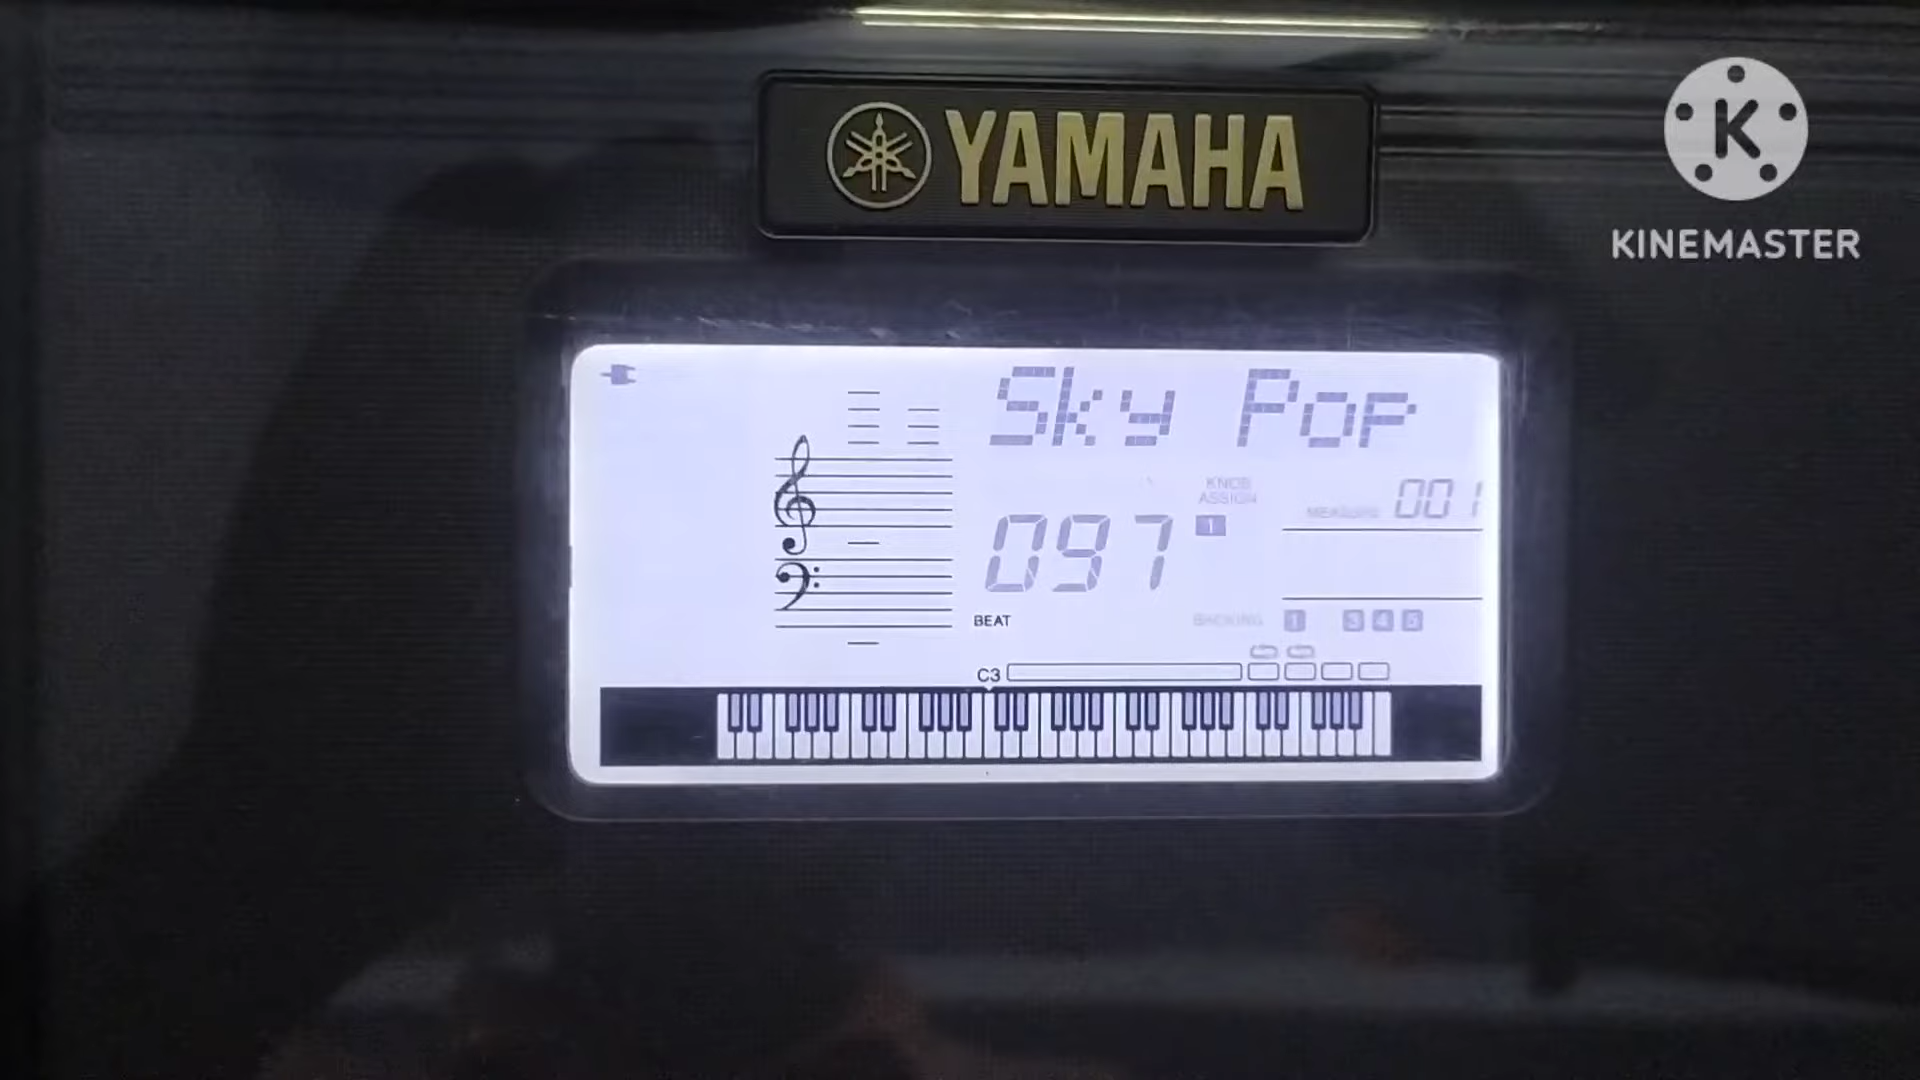 YAMAHA
KINEMASTER
Sky Pop
KNOB
ASSIGN
MEASURE 001
097 1
BEAT
BACKING 1 3 4 5
C3